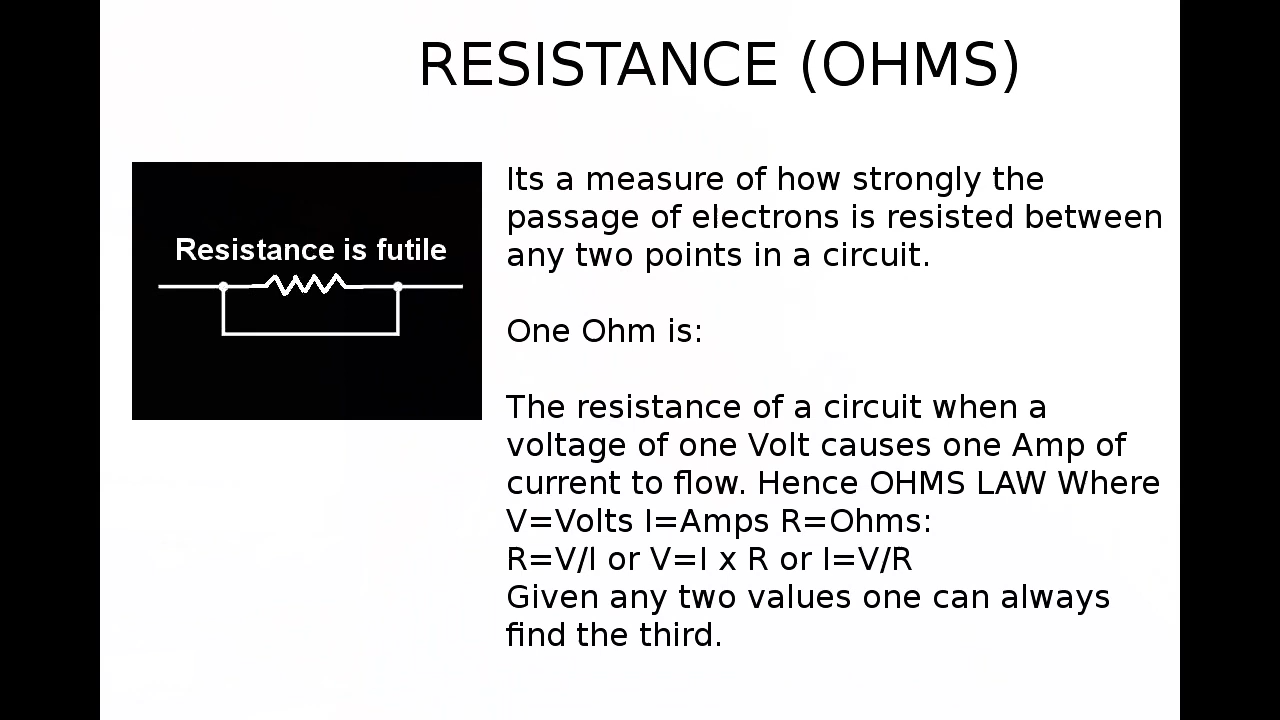 RESISTANCE (OHMS)
Resistance is futile
Its a measure of how strongly the
passage of electrons is resisted between
any two points in a circuit.
One Ohm is:
The resistance of a circuit when a
voltage of one Volt causes one Amp of
current to flow. Hence OHMS LAW Where
V=Volts I=Amps R=Ohms:
R=V/I or V=I x R or I=V/R
Given any two values one can always
find the third.